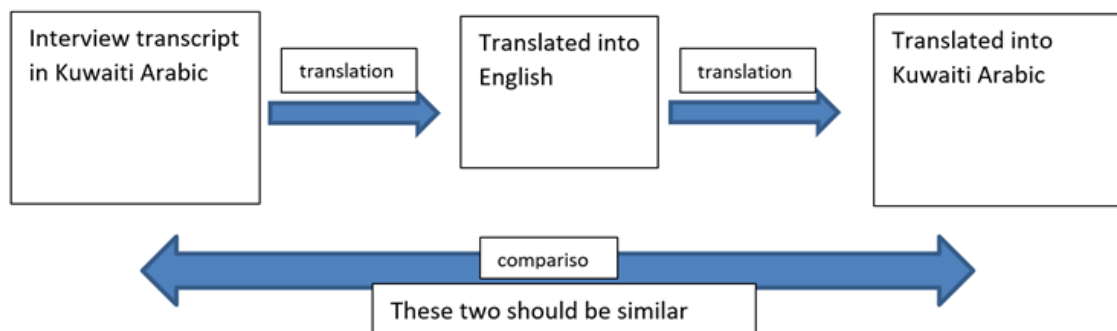 Interview transcript
in Kuwaiti Arabic
translation
Translated into
English
translation
Translated into
Kuwaiti Arabic
compariso
These two should be similar